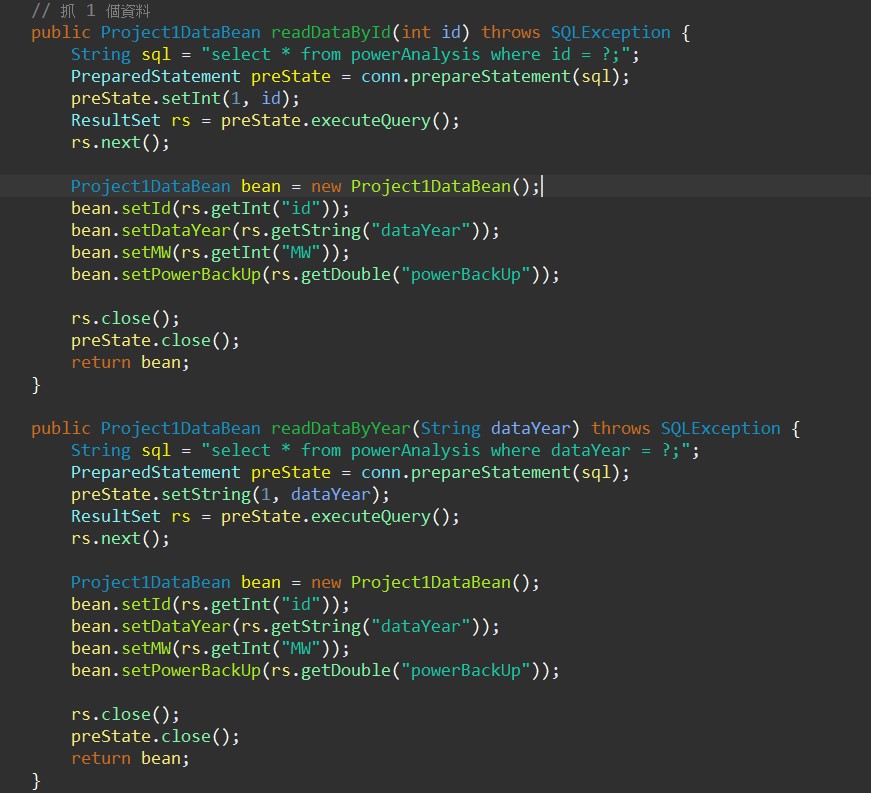 // 抓 1 個資料
public Project1DataBean readDataById(int id) throws SQLException {
String sql = "select * from powerAnalysis where id = ?;";
PreparedStatement preState = conn.prepareStatement(sql);
preState.setInt(1, id);
ResultSet rs = preState.executeQuery();
rs.next();
Project1DataBean bean = new Project1DataBean();
bean.setId(rs.getInt("id"));
bean.setDataYear(rs.getString("dataYear"));
bean.setMW(rs.getInt("MW"));
bean.setPowerBackUp(rs.getDouble("powerBackUp"));
rs.close();
preState.close();
return bean;
}
public Project1DataBean readDataByYear(String dataYear) throws SQLException {
String sql = "select * from powerAnalysis where dataYear = ?;";
PreparedStatement preState = conn.prepareStatement(sql);
preState.setString(1, dataYear);
ResultSet rs = preState.executeQuery();
rs.next();
Project1DataBean bean = new Project1DataBean();
bean.setId(rs.getInt("id"));
bean.setDataYear(rs.getString("dataYear"));
bean.setMW(rs.getInt("MW"));
bean.setPowerBackUp(rs.getDouble("powerBackUp"));
rs.close();
preState.close();
return bean;
}